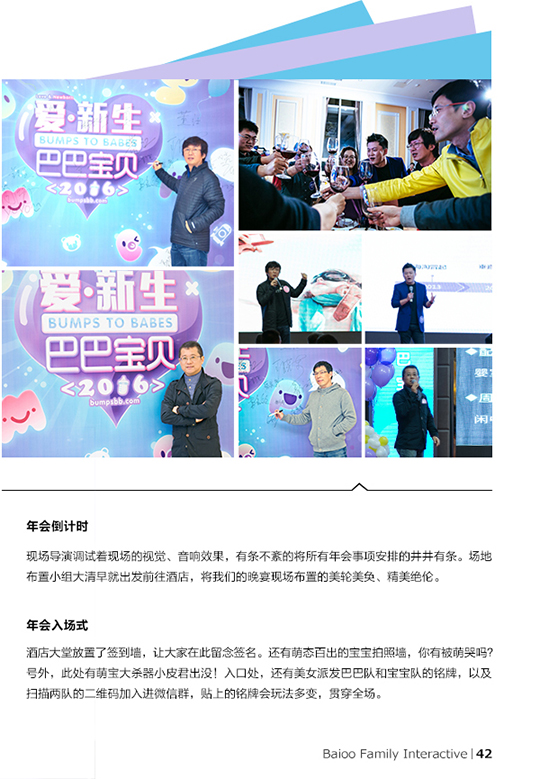 爱·新生
BUMPS TO BABES
巴巴宝贝
<2016>
bumpsbb.com
爱·新生
BUMPS TO BABES
巴巴宝贝
<2016>
bumpsbb.com
年会倒计时
现场导演调试着现场的视觉、音响效果，有条不紊的将所有年会事项安排的井井有条。场地
布置小组大清早就出发前往酒店，将我们的晚宴现场布置的美轮美奂、精美绝伦。
年会入场式
酒店大堂放置了签到墙，让大家在此留念签名。还有萌态百出的宝宝拍照墙，你有被萌哭吗?
号外，此处有萌宝大杀器小皮君出没！入口处，还有美女派发巴巴队和宝宝队的铭牌，以及
扫描两队的二维码加入进微信群，贴上的铭牌会玩法多变，贯穿全场。
Baioo Family Interactive | 42